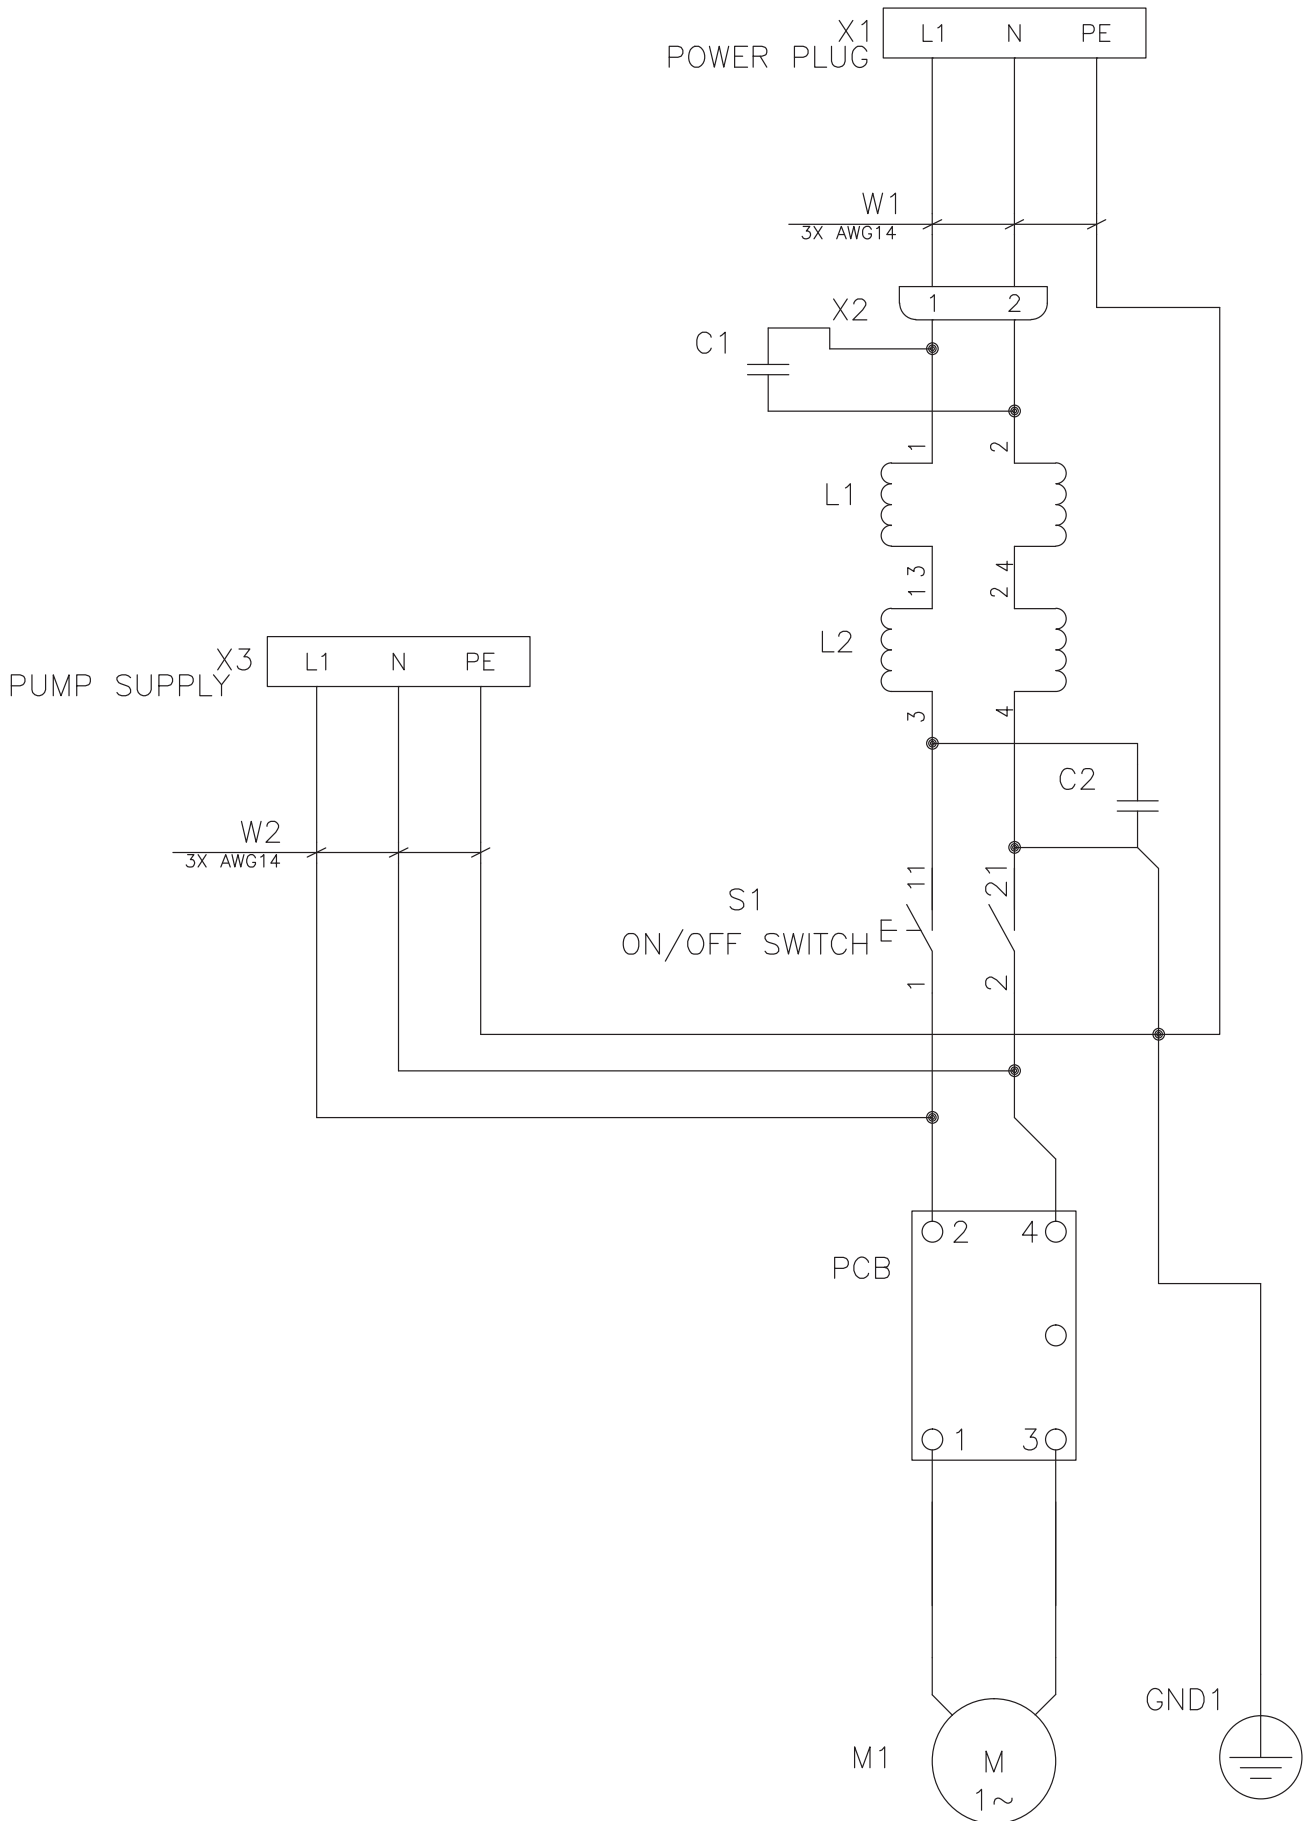 X1 L1 N PE
POWER PLUG
W1
3X AWG14
X2 1 2
C1
1 2
L1
3 4
1 2
L2
X3 L1 N PE
PUMP SUPPLY
3 4
C2
W2
3X AWG14
11 21
S1
ON/OFF SWITCH
1 2
2 4
PCB
1 3
GND1
M1 M
1~